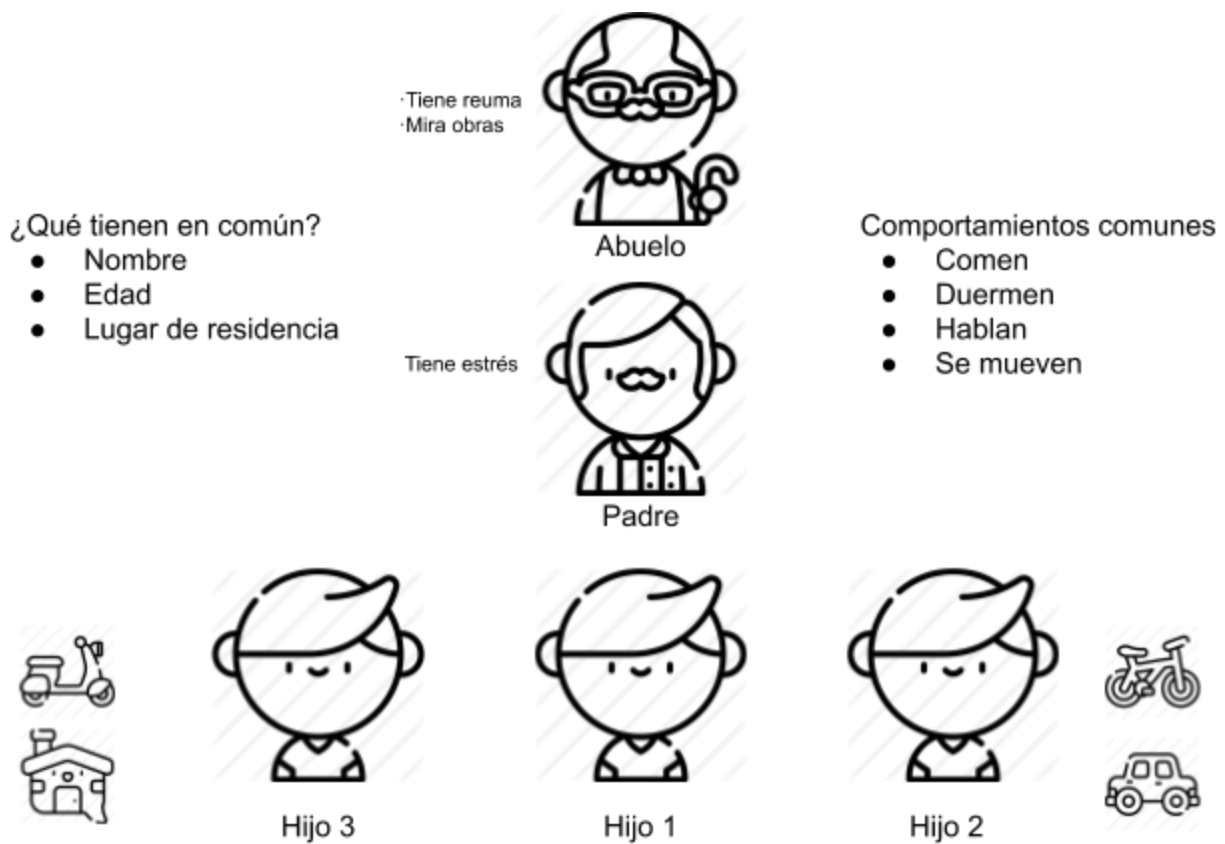 ·Tiene reuma
·Mira obras
Abuelo
¿Qué tienen en común?
● Nombre
● Edad
● Lugar de residencia
Comportamientos comunes
● Comen
● Duermen
● Hablan
● Se mueven
Tiene estrés
Padre
Hijo 3
Hijo 1
Hijo 2